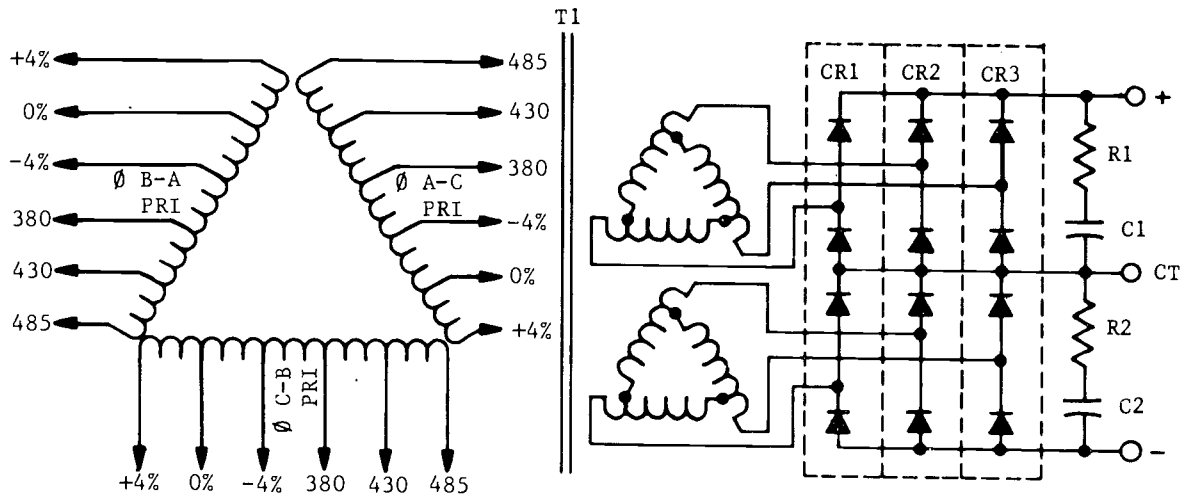 T1
+4%
0%
-4%
380
430
485
485
430
380
-4%
0%
+4%
Ø B-A
PRI
Ø A-C
PRI
Ø C-B
PRI
+4% 0% -4% 380 430 485
CR1 CR2 CR3
+
R1
C1
CT
R2
C2
-